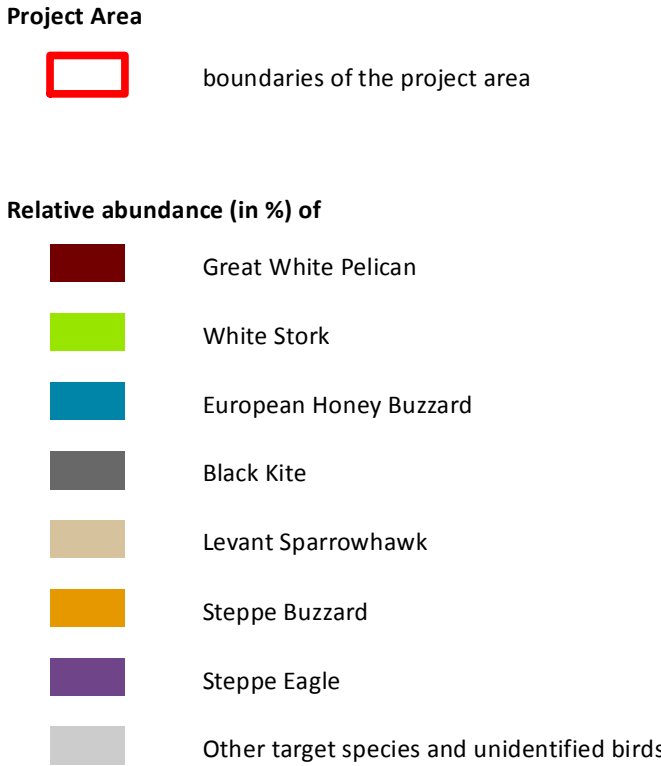 Project Area
boundaries of the project area
Relative abundance (in %) of
Great White Pelican
White Stork
European Honey Buzzard
Black Kite
Levant Sparrowhawk
Steppe Buzzard
Steppe Eagle
Other target species and unidentified birds